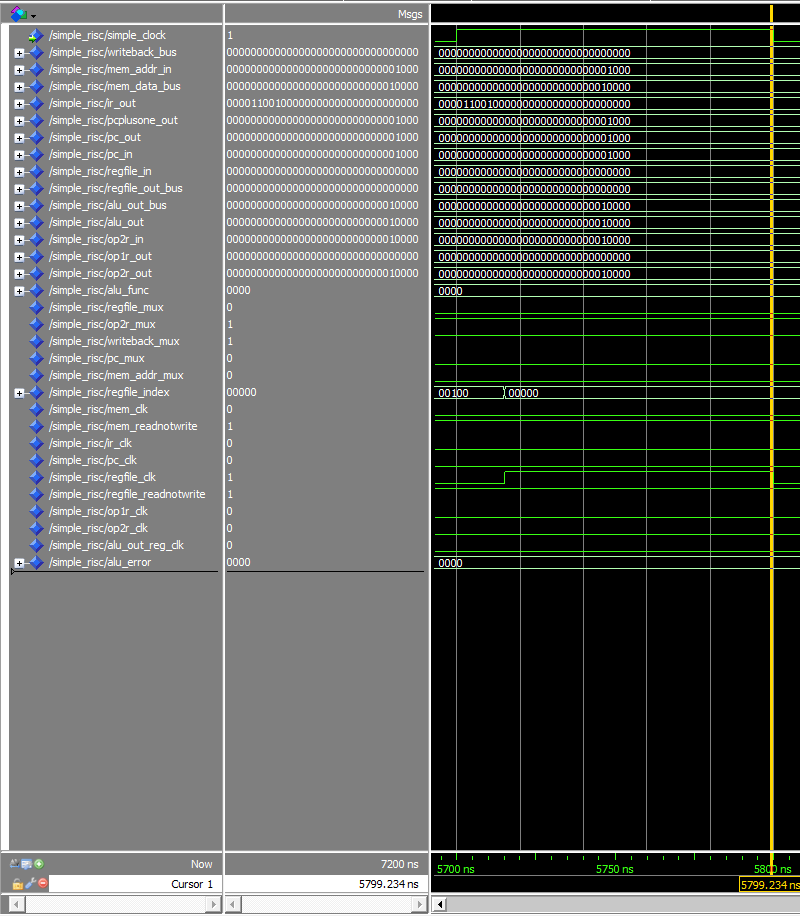 Msgs
/simple_risc/simple_clock 1
/simple_risc/writeback_bus 00000000000000000000000000000000 00000000000000000000000000000000
/simple_risc/mem_addr_in 00000000000000000000000000001000 00000000000000000000000000001000
/simple_risc/mem_data_bus 00000000000000000000000000010000 00000000000000000000000000010000
/simple_risc/ir_out 00001100100000000000000000000000 00001100100000000000000000000000
/simple_risc/pcplusone_out 00000000000000000000000000001000 00000000000000000000000000001000
/simple_risc/pc_out 00000000000000000000000000001000 00000000000000000000000000001000
/simple_risc/pc_in 00000000000000000000000000001000 00000000000000000000000000001000
/simple_risc/regfile_in 00000000000000000000000000000000 00000000000000000000000000000000
/simple_risc/regfile_out_bus 00000000000000000000000000000000 00000000000000000000000000000000
/simple_risc/alu_out_bus 00000000000000000000000000010000 00000000000000000000000000010000
/simple_risc/alu_out 00000000000000000000000000010000 00000000000000000000000000010000
/simple_risc/op2r_in 00000000000000000000000000010000 00000000000000000000000000010000
/simple_risc/op1r_out 00000000000000000000000000000000 00000000000000000000000000000000
/simple_risc/op2r_out 00000000000000000000000000010000 00000000000000000000000000010000
/simple_risc/alu_func 0000 0000
/simple_risc/regfile_mux 0
/simple_risc/op2r_mux 1
/simple_risc/writeback_mux 1
/simple_risc/pc_mux 0
/simple_risc/mem_addr_mux 0
/simple_risc/regfile_index 00000 00100 00000
/simple_risc/mem_clk 0
/simple_risc/mem_readnotwrite 1
/simple_risc/ir_clk 0
/simple_risc/pc_clk 0
/simple_risc/regfile_clk 1
/simple_risc/regfile_readnotwrite 1
/simple_risc/op1r_clk 0
/simple_risc/op2r_clk 0
/simple_risc/alu_out_reg_clk 0
/simple_risc/alu_error 0000 0000
Now 7200 ns 5700 ns 5750 ns 5800 ns
Cursor 1 5799.234 ns 5799.234 ns